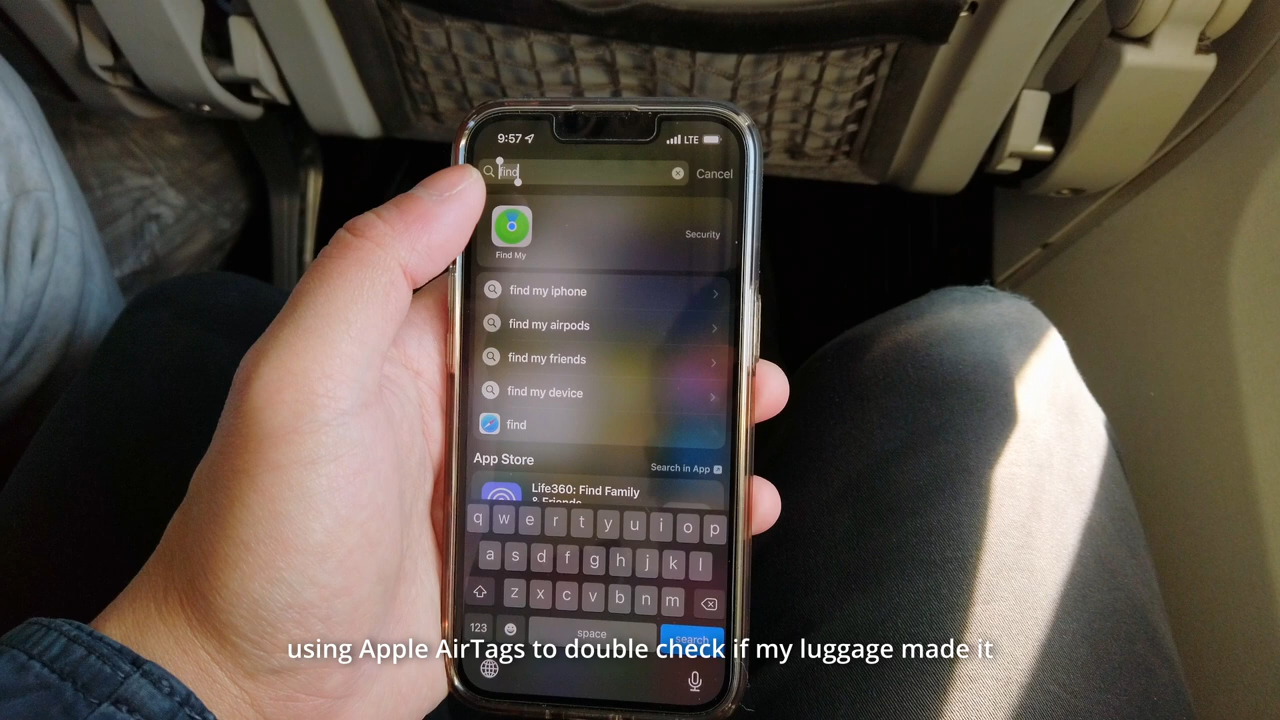 9:57
LTE
find
Cancel
Find My
Security
find my iphone
find my airpods
find my friends
find my device
find
App Store
Search in App
Life360: Find Family
& Friends
q w e r t y u i o p
a s d f g h j k l
z x c v b n m
123
space
search
using Apple AirTags to double check if my luggage made it